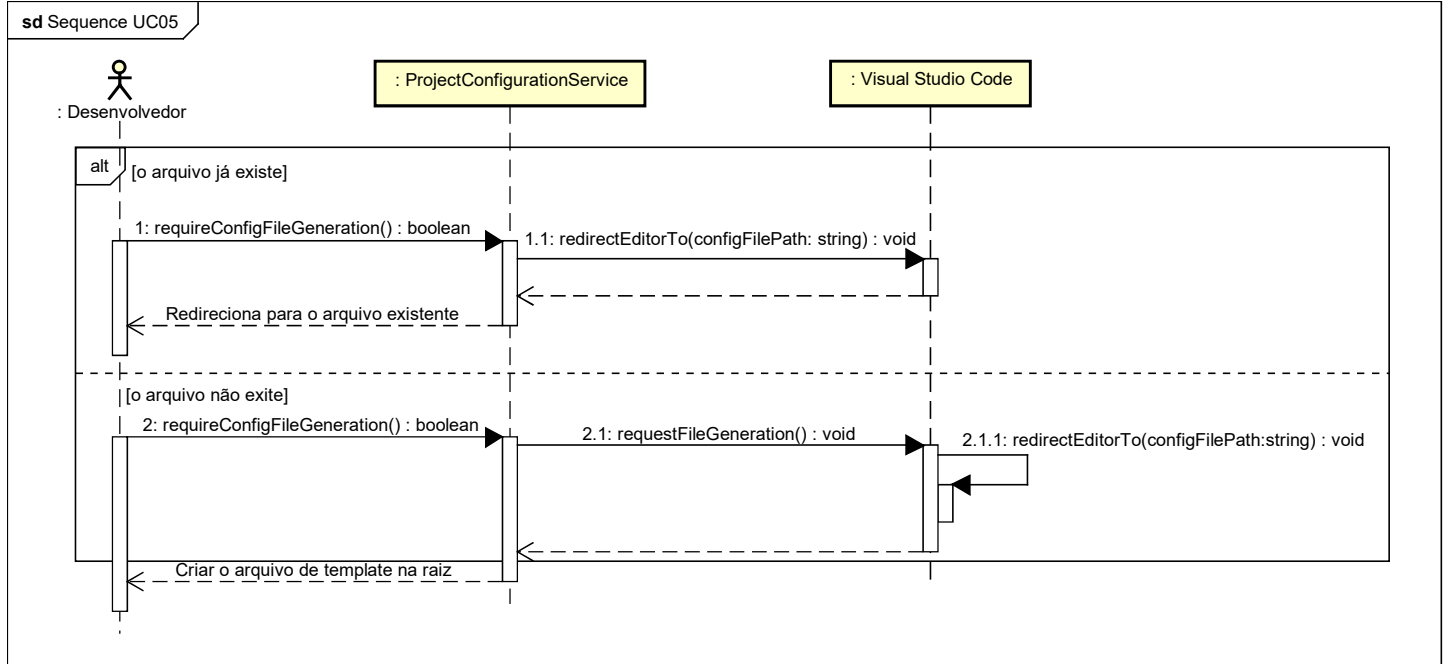 sd Sequence UC05
: Desenvolvedor
: ProjectConfigurationService
: Visual Studio Code
alt
[o arquivo já existe]
1: requireConfigFileGeneration() : boolean
1.1: redirectEditorTo(configFilePath: string) : void
Redireciona para o arquivo existente
[o arquivo não exite]
2: requireConfigFileGeneration() : boolean
2.1: requestFileGeneration() : void
2.1.1: redirectEditorTo(configFilePath:string) : void
Criar o arquivo de template na raiz